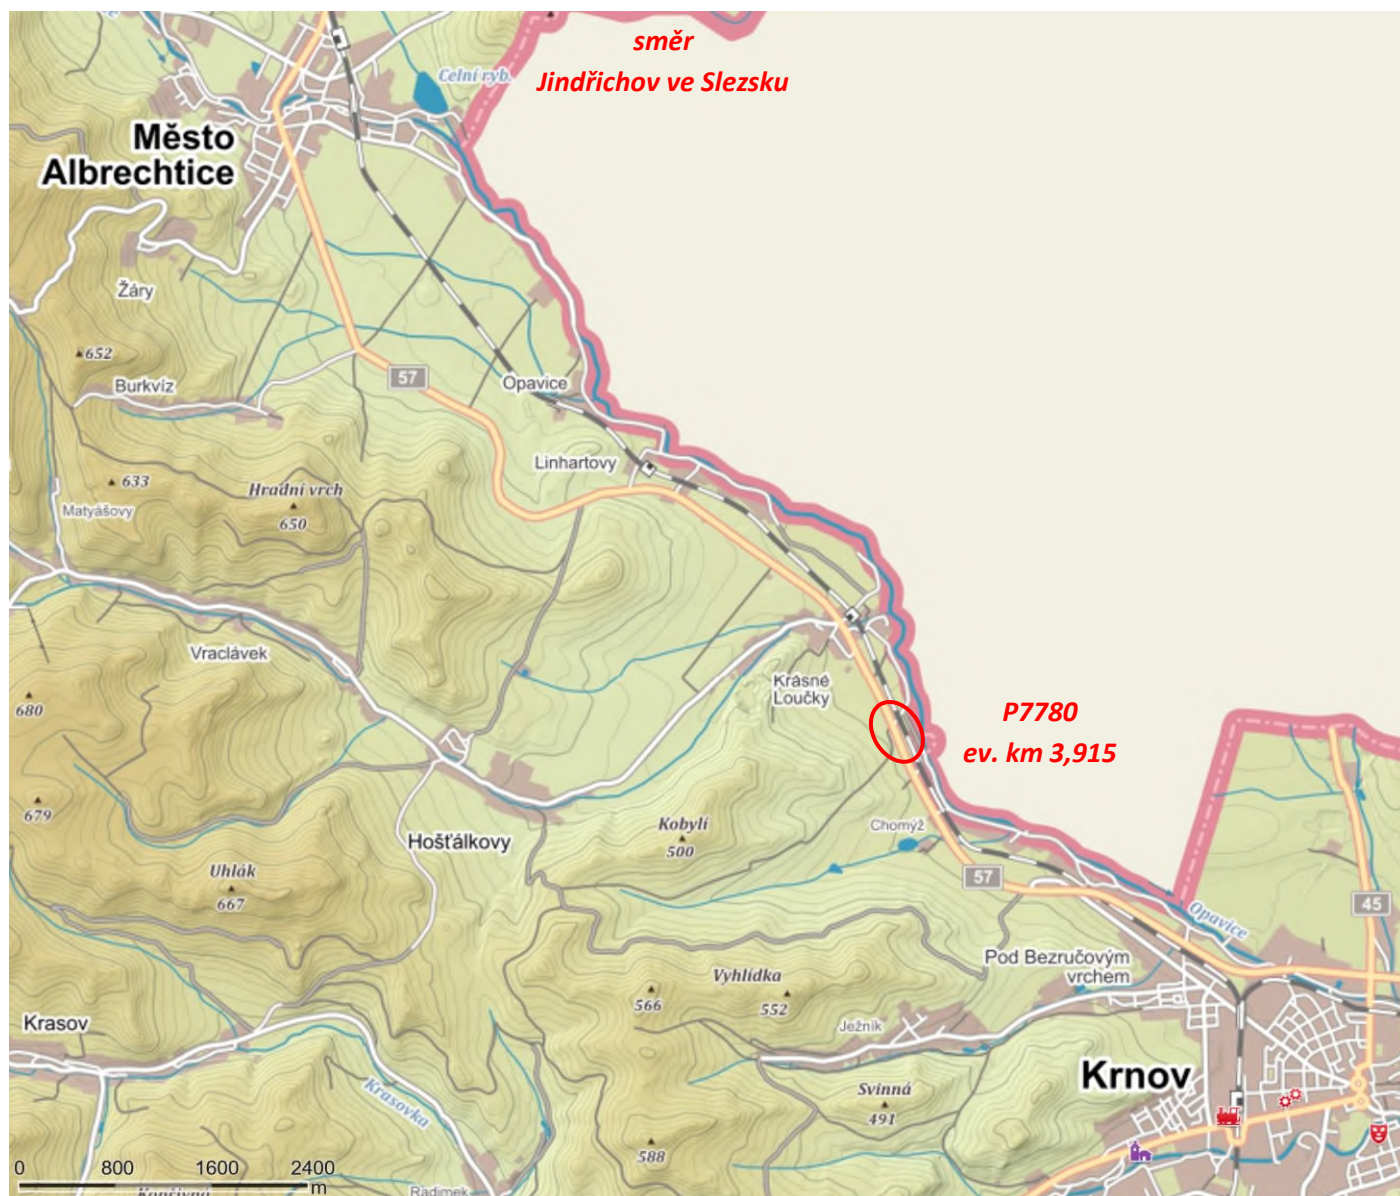 směr
Jindřichov ve Slezsku
Celní ryb.
Město
Albrechtice
Žáry
652
Burkvíz
57
Opavice
Linhartovy
633
Hradní vrch
650
Matyášovy
Vraclávek
680
Krásné
Loučky
P7780
ev. km 3,915
679
Hošťálkovy
Kobylí
500
Chomýž
Uhlák
667
57
45
Opavice
Pod Bezručovým
vrchem
Vyhlídka
566
552
Ježník
Krasov
Krnov
Svinná
491
Krasovka
588
0 800 1600 2400
m
Radimek